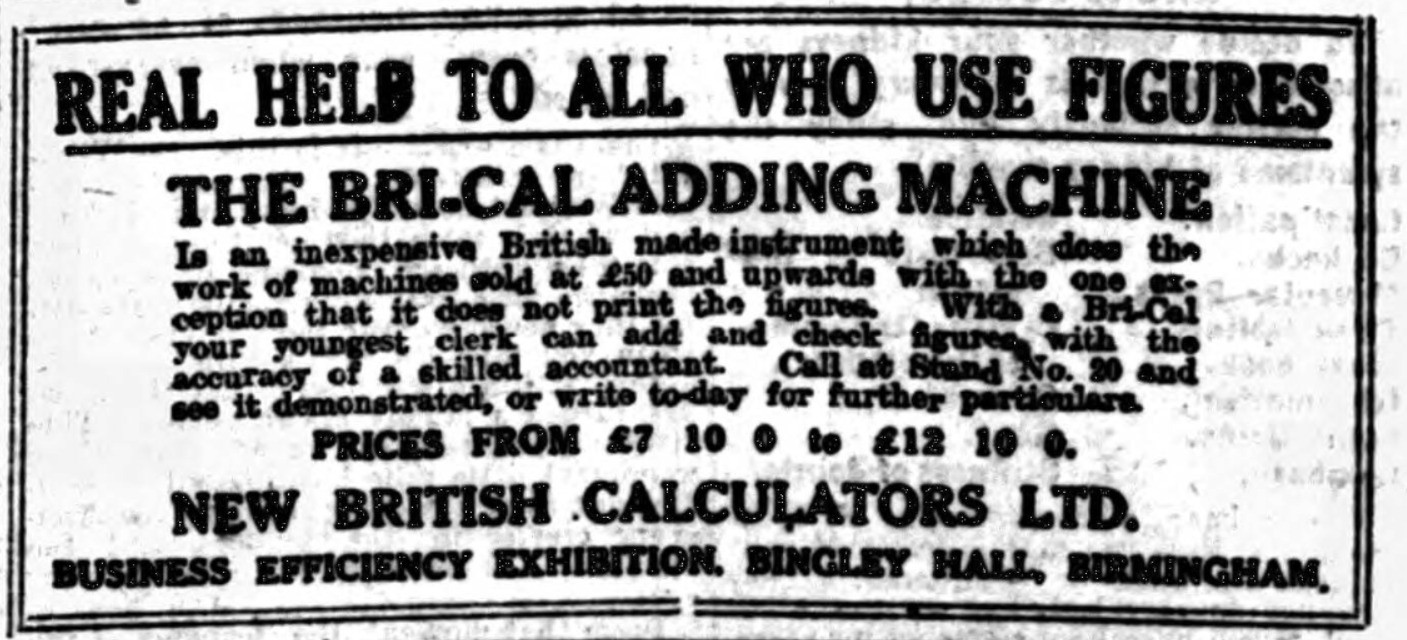 REAL HELP TO ALL WHO USE FIGURES
THE BRI-CAL ADDING MACHINE
Is an inexpensive British made instrument which does the
work of machines sold at £50 and upwards with the one ex-
ception that it does not print the figures. With a Bri-Cal
your youngest clerk can add and check figures, with the
accuracy of a skilled accountant. Call at Stand No. 20 and
see it demonstrated, or write to-day for further particulars.
PRICES FROM £7 10 0 to £12 10 0.
NEW BRITISH CALCULATORS LTD.
BUSINESS EFFICIENCY EXHIBITION. BINGLEY HALL, BIRMINGHAM.